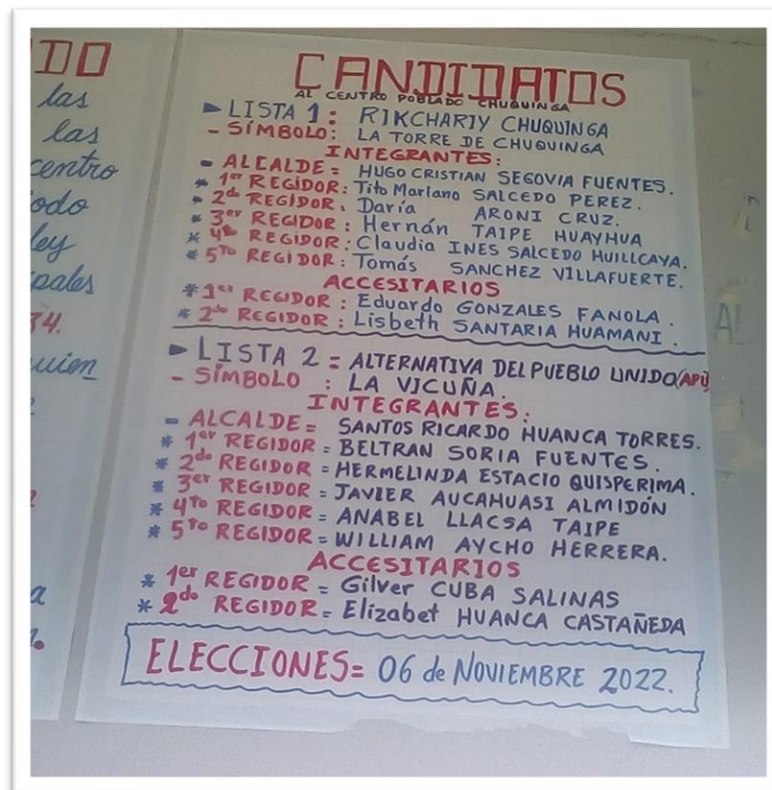 DO
las
las
centro
odo
ley
pales
34.
uien
a
CANDIDATOS
AL CENTRO POBLADO CHUQUINGA
► LISTA 1: RIKCHARIY CHUQUINGA
- SÍMBOLO: LA TORRE DE CHUQUINGA
INTEGRANTES:
- ALCALDE= HUGO CRISTIAN SEGOVIA FUENTES.
* 1er REGIDOR: Tito Mariano SALCEDO PEREZ.
* 2do REGIDOR: Daría ARONI CRUZ.
* 3er REGIDOR: Hernán TAIPE HUAYHUA
* 4to REGIDOR: Claudia INES SALCEDO HUILLCAYA.
* 5TO REGIDOR: Tomás SANCHEZ VILLAFUERTE.
ACCESITARIOS
* 1er REGIDOR: Eduardo GONZALES FANOLA.
* 2do REGIDOR: Lisbeth SANTARIA HUAMANI.
► LISTA 2 = ALTERNATIVA DEL PUEBLO UNIDO (APU)
- SÍMBOLO : LA VICUÑA.
INTEGRANTES:
- ALCALDE= SANTOS RICARDO HUANCA TORRES.
* 1er REGIDOR = BELTRAN SORIA FUENTES.
* 2do REGIDOR = HERMELINDA ESTACIO QUISPERIMA.
* 3er REGIDOR = JAVIER AUCAHUASI ALMIDÓN
* 4TO REGIDOR = ANABEL LLACSA TAIPE
* 5TO REGIDOR = WILLIAM AYCHO HERRERA.
ACCESITARIOS
* 1er REGIDOR = Gilver CUBA SALINAS
* 2do REGIDOR = Elizabet HUANCA CASTAÑEDA
ELECCIONES= 06 de NOVIEMBRE 2022.
AL